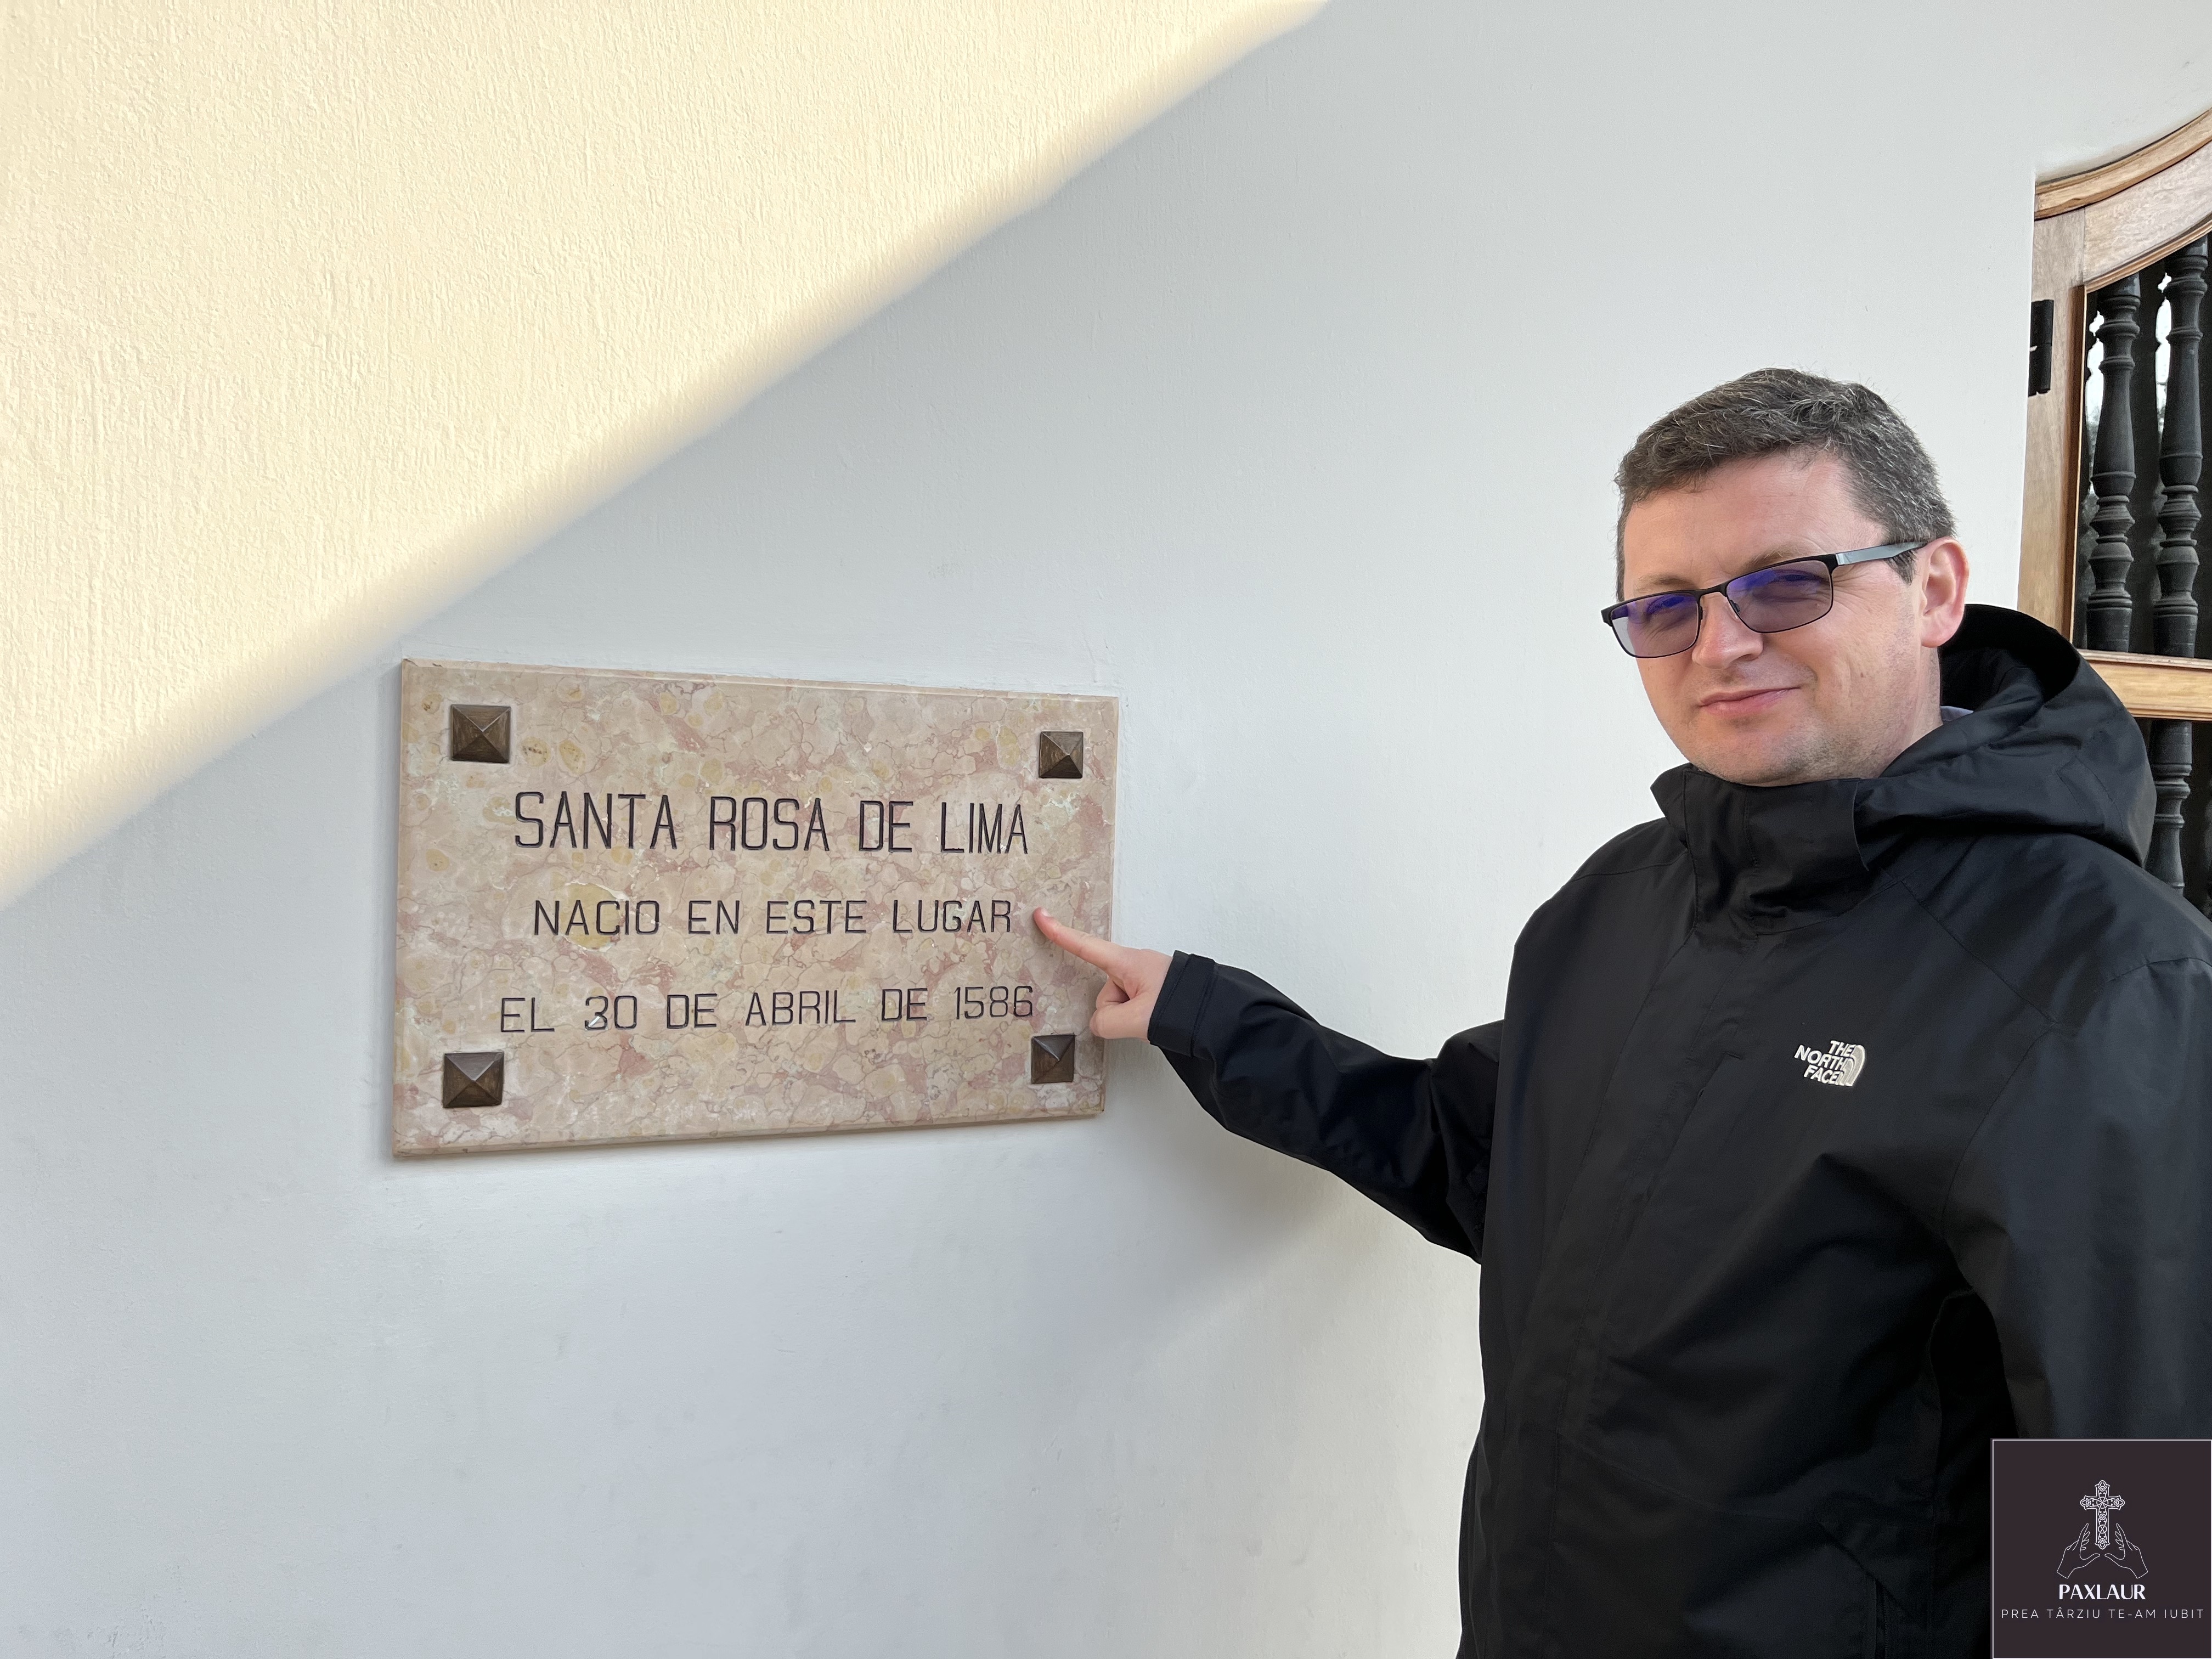 SANTA ROSA DE LIMA
NACIO EN ESTE LUGAR
EL 30 DE ABRIL DE 1586
THE
NORTH
FACE
PAXLAUR
PREA TÂRZIU TE-AM IUBIT